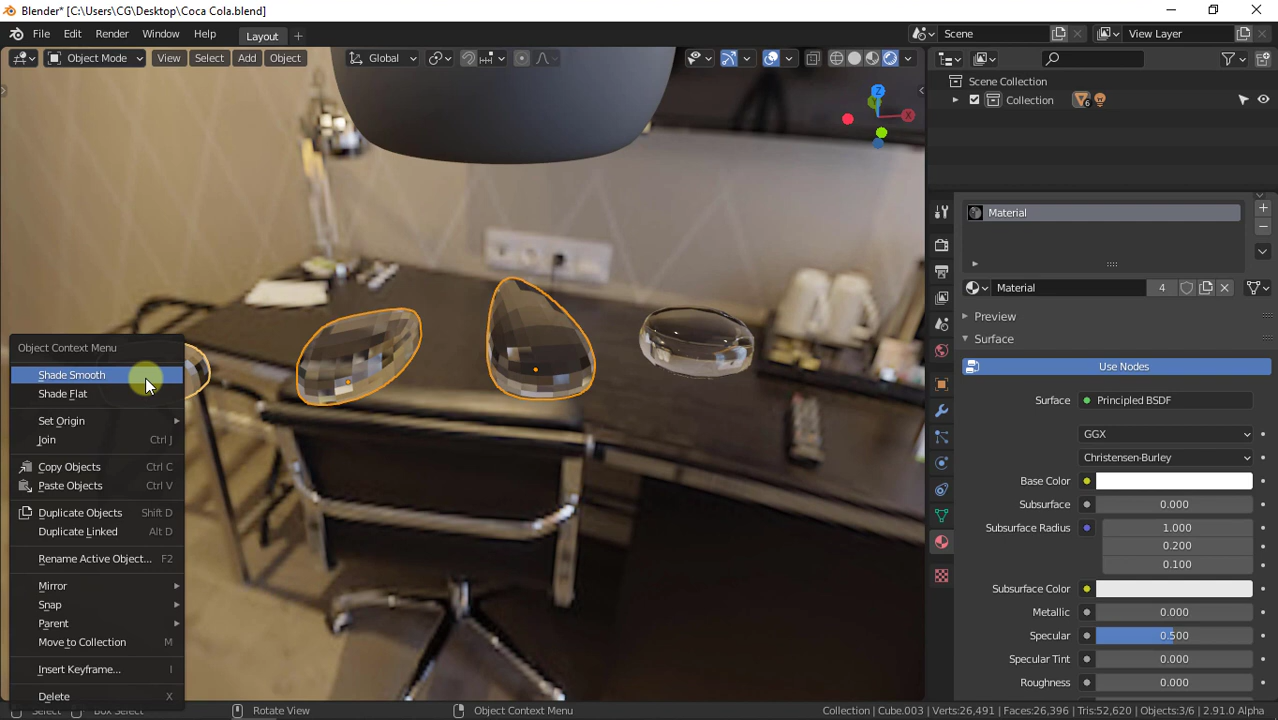 Blender* [C:\Users\CG\Desktop\Coca Cola.blend]
File Edit Render Window Help Layout + Scene View Layer
Object Mode View Select Add Object Global
Z
X
Scene Collection
Collection 6
Material
Material 4
Preview
Surface
Use Nodes
Surface Principled BSDF
GGX
Christensen-Burley
Base Color
Subsurface 0.000
Subsurface Radius 1.000
0.200
0.100
Subsurface Color
Metallic 0.000
Specular 0.500
Specular Tint 0.000
Roughness 0.000
Object Context Menu
Shade Smooth
Shade Flat
Set Origin
Join Ctrl J
Copy Objects Ctrl C
Paste Objects Ctrl V
Duplicate Objects Shift D
Duplicate Linked Alt D
Rename Active Object... F2
Mirror
Snap
Parent
Move to Collection M
Insert Keyframe... I
Delete X
Select Box Select Rotate View Object Context Menu
Collection | Cube.003 | Verts:26,491 | Faces:26,396 | Tris:52,620 | Objects:3/6 | 2.91.0 Alpha